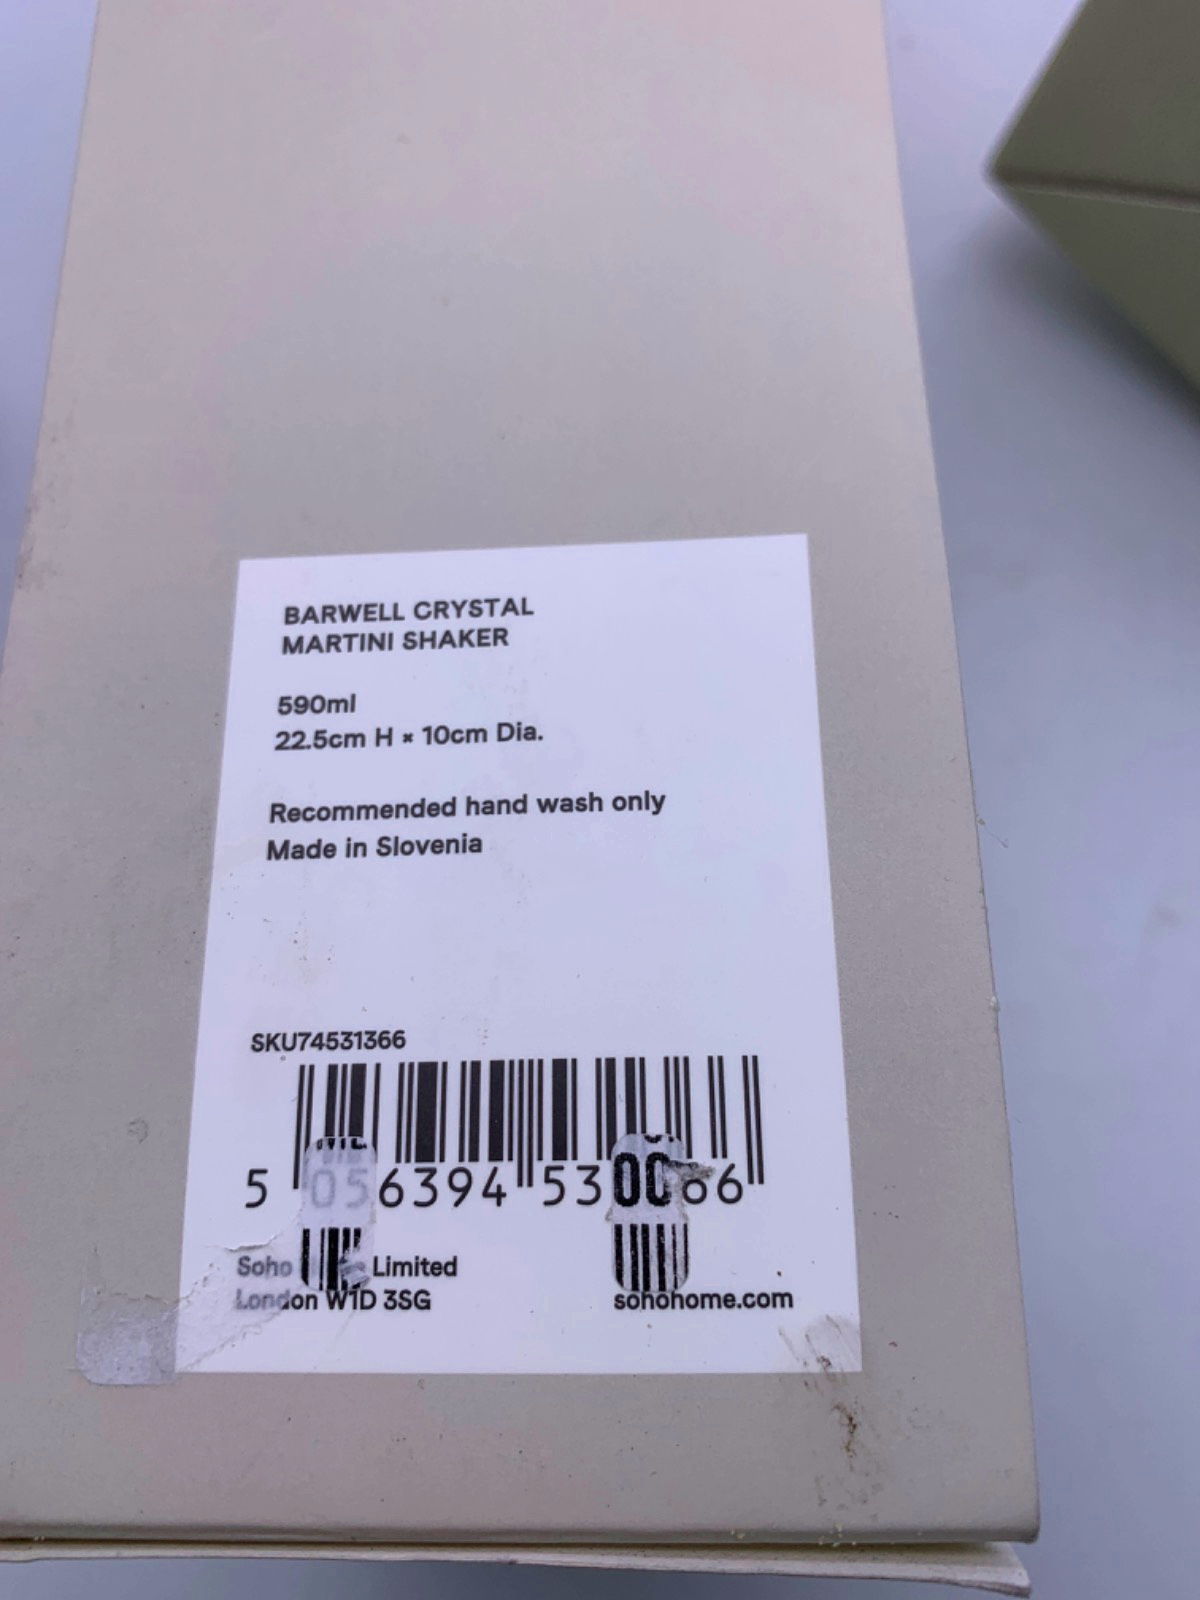 BARWELL CRYSTAL
MARTINI SHAKER
590ml
22.5cm H × 10cm Dia.
Recommended hand wash only
Made in Slovenia
SKU74531366
Soho Limited
London W1D 3SG
sohohome.com